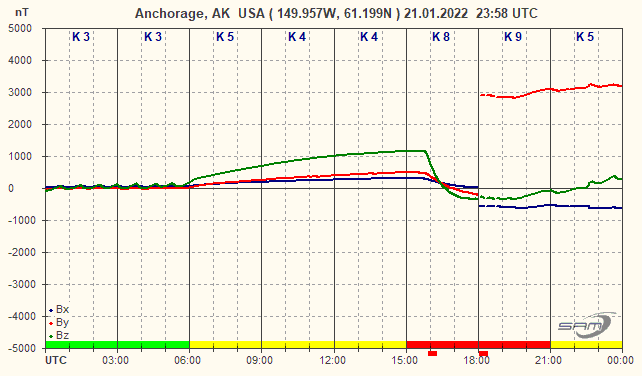 nT Anchorage, AK USA ( 149.957W, 61.199N ) 21.01.2022 23:58 UTC
5000
K 3 K 3 K 5 K 4 K 4 K 8 K 9 K 5
4000
3000
2000
1000
0
-1000
-2000
-3000
-4000
Bx
By
Bz
SAM
-5000
UTC 03:00 06:00 09:00 12:00 15:00 18:00 21:00 00:00